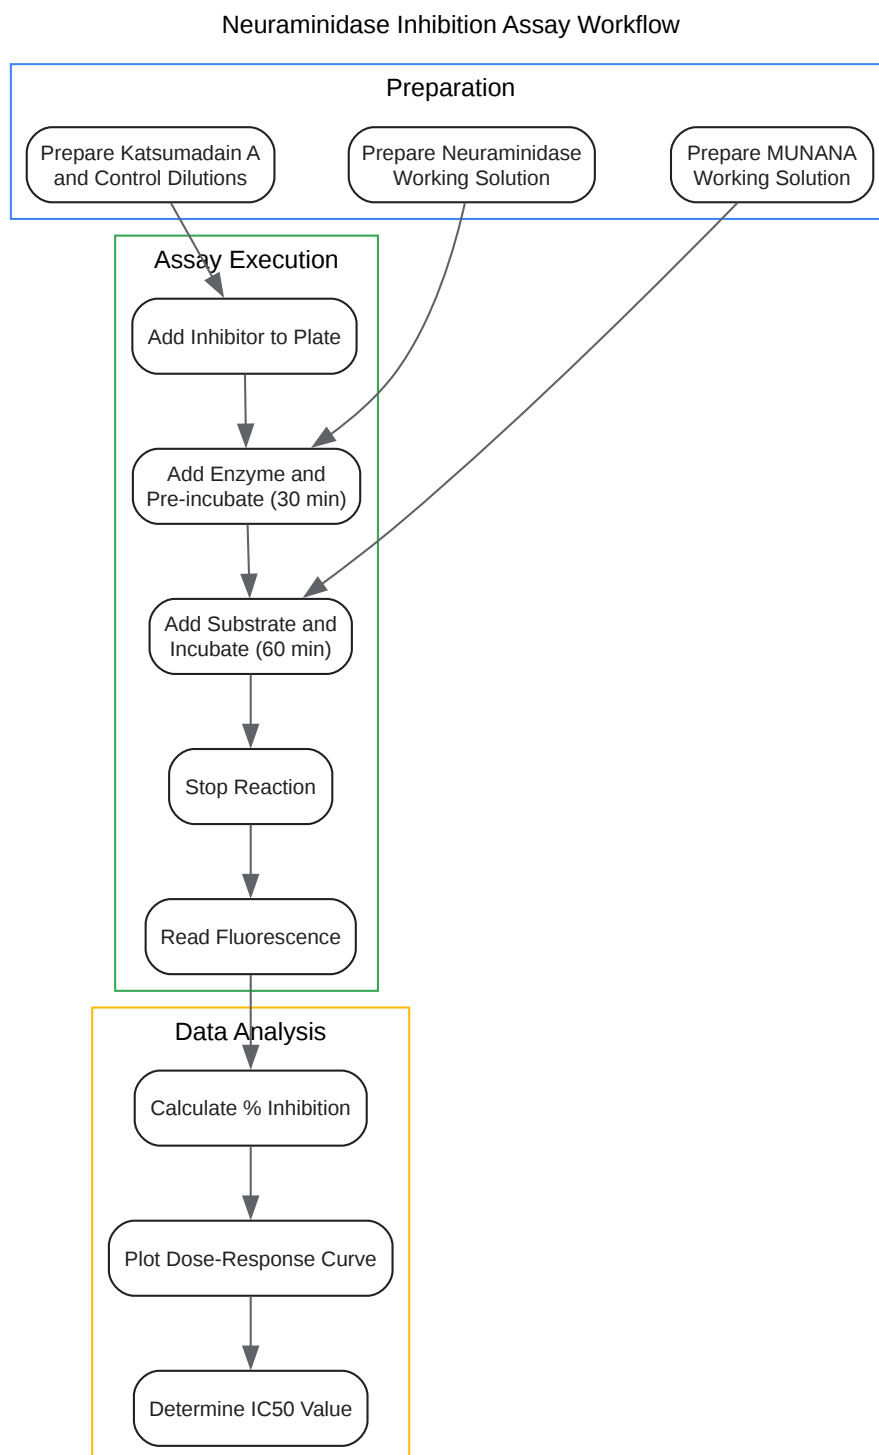 Neuraminidase Inhibition Assay Workflow
Preparation
Prepare Katsumadain A
and Control Dilutions
Prepare Neuraminidase
Working Solution
Prepare MUNANA
Working Solution
Assay Execution
Add Inhibitor to Plate
Add Enzyme and
Pre-incubate (30 min)
Add Substrate and
Incubate (60 min)
Stop Reaction
Read Fluorescence
Data Analysis
Calculate % Inhibition
Plot Dose-Response Curve
Determine IC50 Value